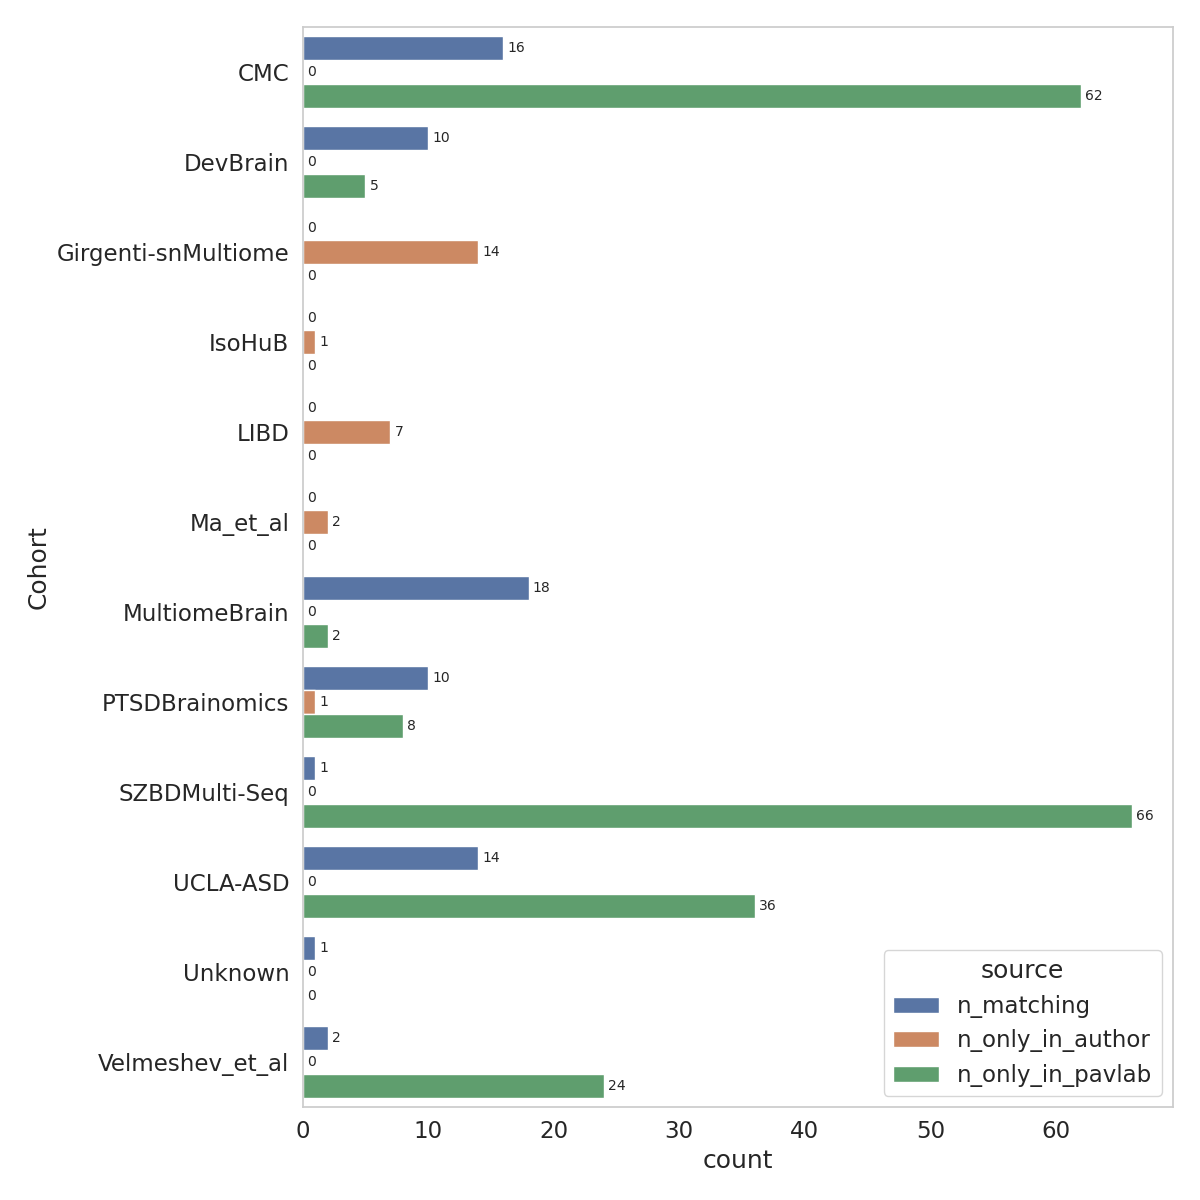 CMC
16
0
62
DevBrain
10
0
5
Girgenti-snMultiome
0
14
0
IsoHuB
0
1
0
LIBD
0
7
0
Ma_et_al
0
2
0
MultiomeBrain
18
0
2
PTSDBrainomics
10
1
8
SZBDMulti-Seq
1
0
66
UCLA-ASD
14
0
36
Unknown
1
0
0
Velmeshev_et_al
2
0
24
Cohort
0 10 20 30 40 50 60
count
source
n_matching
n_only_in_author
n_only_in_pavlab